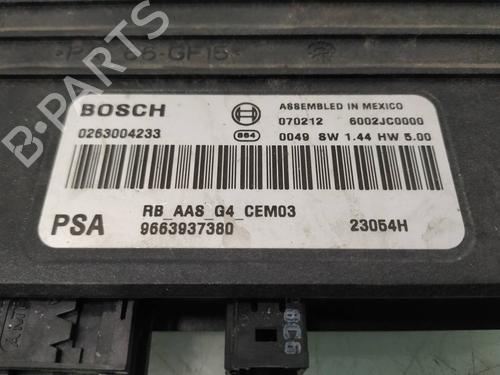 B-Parts
BOSCH
ASSEMBLED IN MEXICO
070212 6002JC0000
0263004233
664 0049 SW 1.44 HW 5.00
RB_AAS_G4_CEM03
PSA 9663937380 23054H